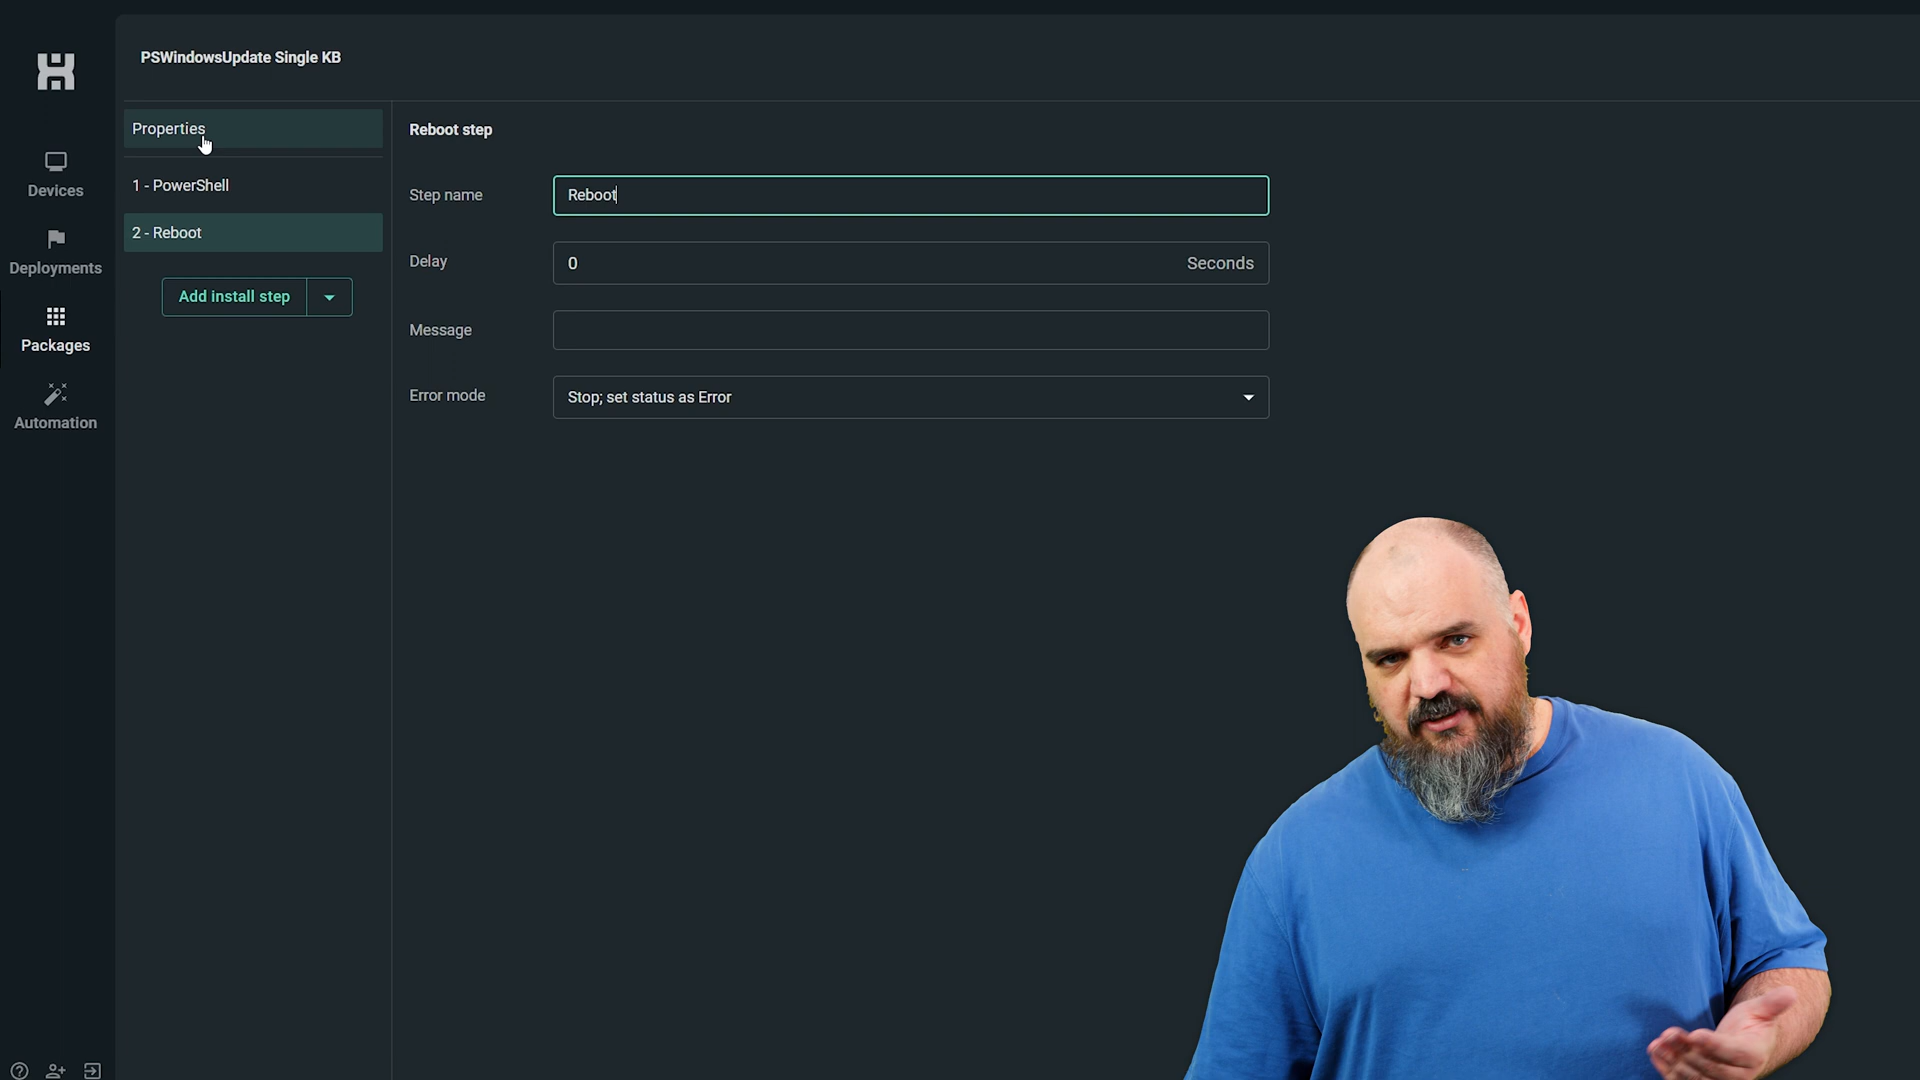 PSWindowsUpdate Single KB
Devices
Deployments
Packages
Automation
Properties
1 - PowerShell
2 - Reboot
Add install step
Reboot step
Step name
Reboot
Delay
0
Seconds
Message
Error mode
Stop; set status as Error